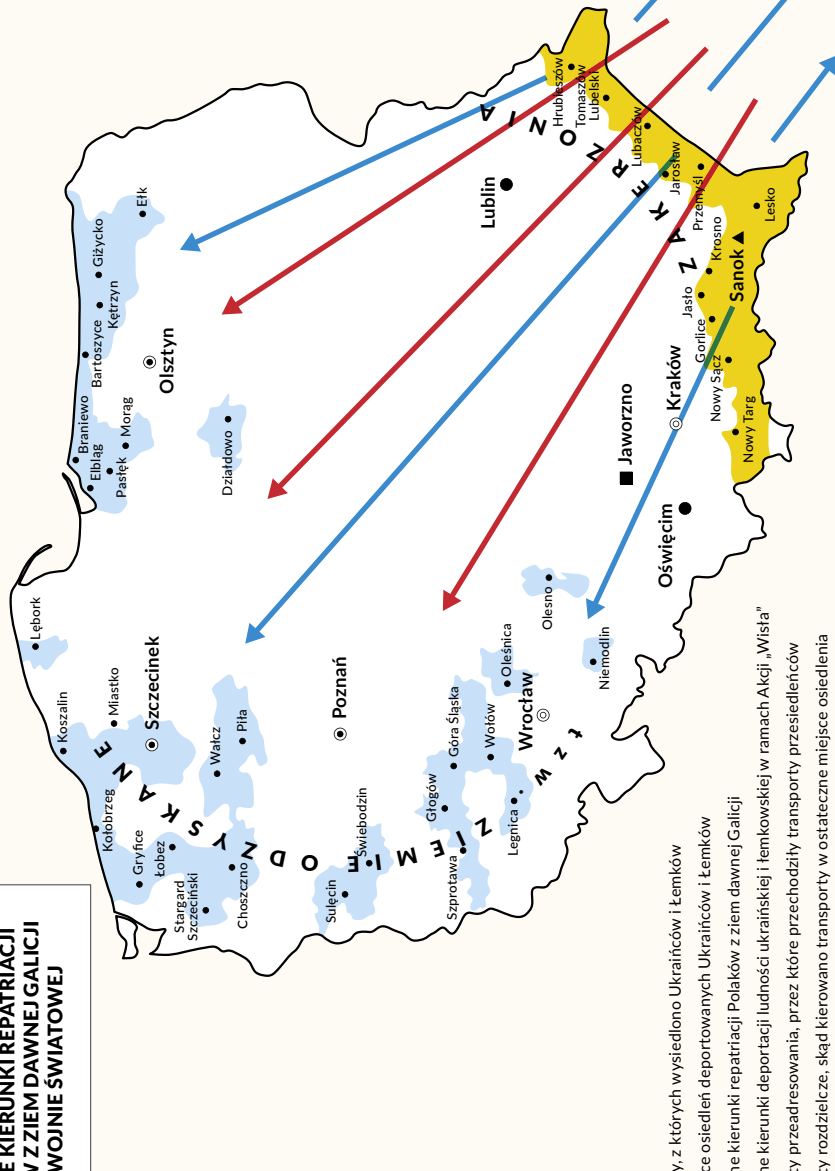 KIERUNKI REPATRIACJI
Z ZIEM DAWNEJ GALICJI
WOJNIE ŚWIATOWEJ
Lębork
Koszalin
Miastko
Szczecinek
Kołobrzeg
Gryfice
Łobez
Stargard
Szczeciński
Choszczno
Wałcz
Piła
Braniewo
Elbląg
Pasłęk
Morąg
Bartoszyce
Kętrzyn
Giżycko
Ełk
Olsztyn
Działdowo
tzw. ZIEMIE ODZYSKANE
Poznań
Sulęcin
Świebodzin
Szprotawa
Głogów
Góra Śląska
Wołów
Legnica
Wrocław
Oleśnica
Olesno
Niemodlin
Lublin
ZAKERZONIA
Hrubieszów
Tomaszów
Lubelski
Lubaczów
Jarosław
Przemyśl
Lesko
Sanok
Krosno
Jasło
Gorlice
Nowy Sącz
Nowy Targ
Kraków
Jaworzno
Oświęcim
z których wysiedlono Ukraińców i Łemków
osiedleń deportowanych Ukraińców i Łemków
kierunki repatriacji Polaków z ziem dawnej Galicji
kierunki deportacji ludności ukraińskiej i łemkowskiej w ramach Akcji „Wisła”
przeadresowania, przez które przechodziły transporty przesiedleńców
rozdzielcze, skąd kierowano transporty w ostateczne miejsce osiedlenia